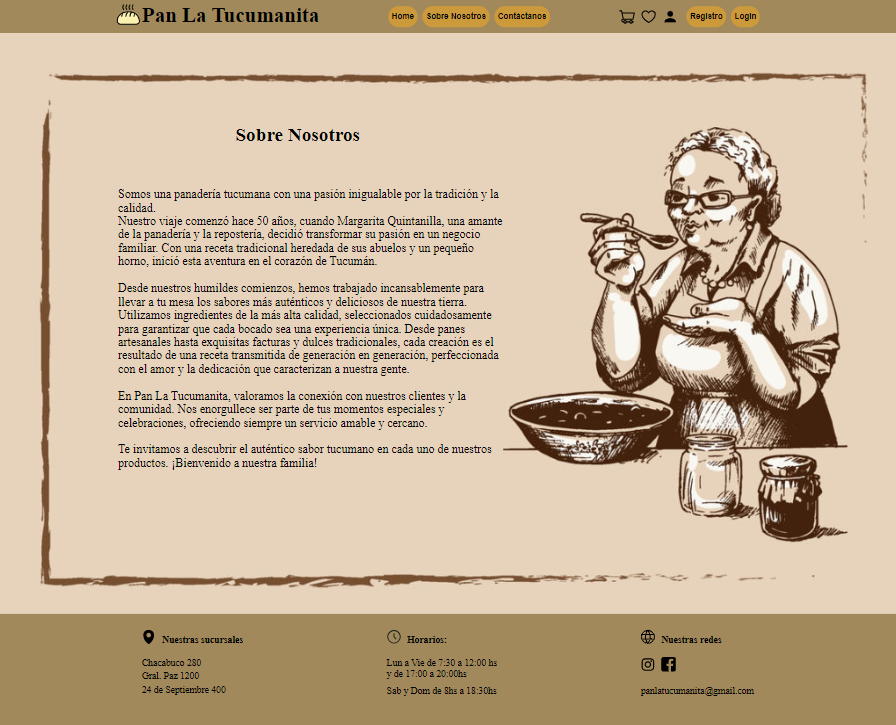 Pan La Tucumanita
Home
Sobre Nosotros
Contáctanos
Registro
Login
Sobre Nosotros
Somos una panadería tucumana con una pasión inigualable por la tradición y la
calidad.
Nuestro viaje comenzó hace 50 años, cuando Margarita Quintanilla, una amante
de la panadería y la repostería, decidió transformar su pasión en un negocio
familiar. Con una receta tradicional heredada de sus abuelos y un pequeño
horno, inició esta aventura en el corazón de Tucumán.
Desde nuestros humildes comienzos, hemos trabajado incansablemente para
llevar a tu mesa los sabores más auténticos y deliciosos de nuestra tierra.
Utilizamos ingredientes de la más alta calidad, seleccionados cuidadosamente
para garantizar que cada bocado sea una experiencia única. Desde panes
artesanales hasta exquisitas facturas y dulces tradicionales, cada creación es el
resultado de una receta transmitida de generación en generación, perfeccionada
con el amor y la dedicación que caracterizan a nuestra gente.
En Pan La Tucumanita, valoramos la conexión con nuestros clientes y la
comunidad. Nos enorgullece ser parte de tus momentos especiales y
celebraciones, ofreciendo siempre un servicio amable y cercano.
Te invitamos a descubrir el auténtico sabor tucumano en cada uno de nuestros
productos. ¡Bienvenido a nuestra familia!
Nuestras sucursales
Chacabuco 280
Gral. Paz 1200
24 de Septiembre 400
Horarios:
Lun a Vie de 7:30 a 12:00 hs
y de 17:00 a 20:00hs
Sab y Dom de 8hs a 18:30hs
Nuestras redes
panlatucumanita@gmail.com